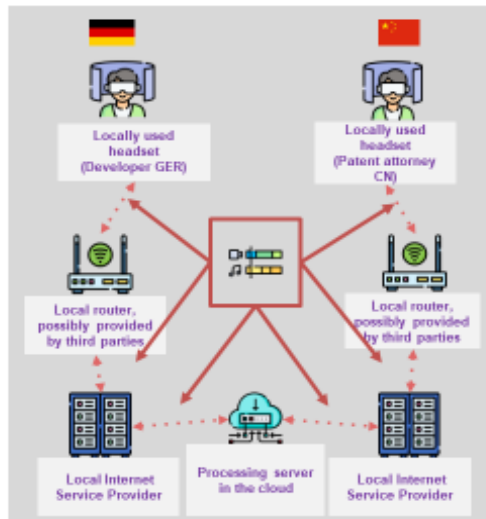 Locally used
headset
(Developer GER)
Locally used
headset
(Patent attorney
CN)
Local router,
possibly provided
by third parties
Local router,
possibly provided
by third parties
Local Internet
Service Provider
Processing server
in the cloud
Local Internet
Service Provider